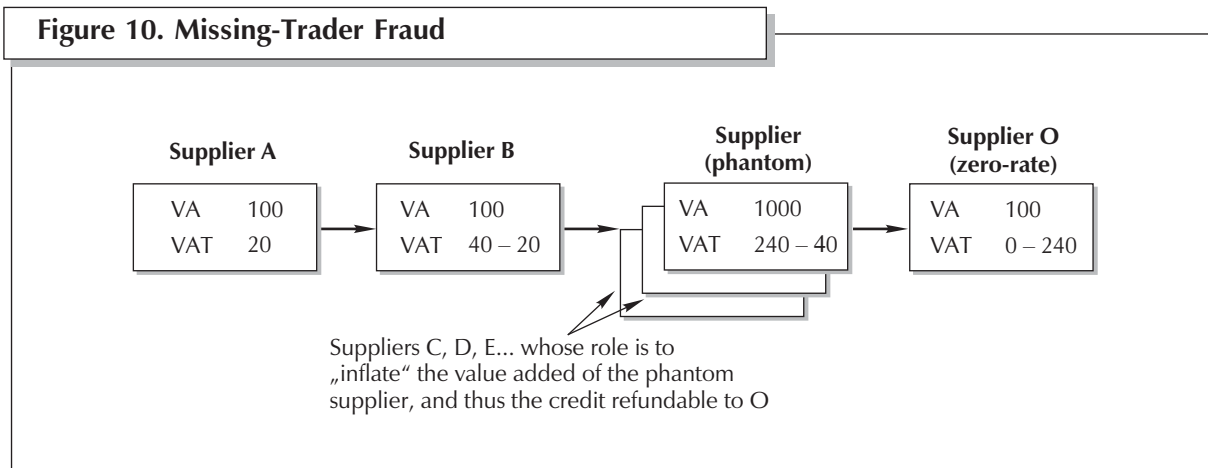 Figure 10. Missing-Trader Fraud
Supplier A
VA 100
VAT 20
Supplier B
VA 100
VAT 40 – 20
Supplier
(phantom)
VA 1000
VAT 240 – 40
Supplier O
(zero-rate)
VA 100
VAT 0 – 240
Suppliers C, D, E... whose role is to
„inflate“ the value added of the phantom
supplier, and thus the credit refundable to O